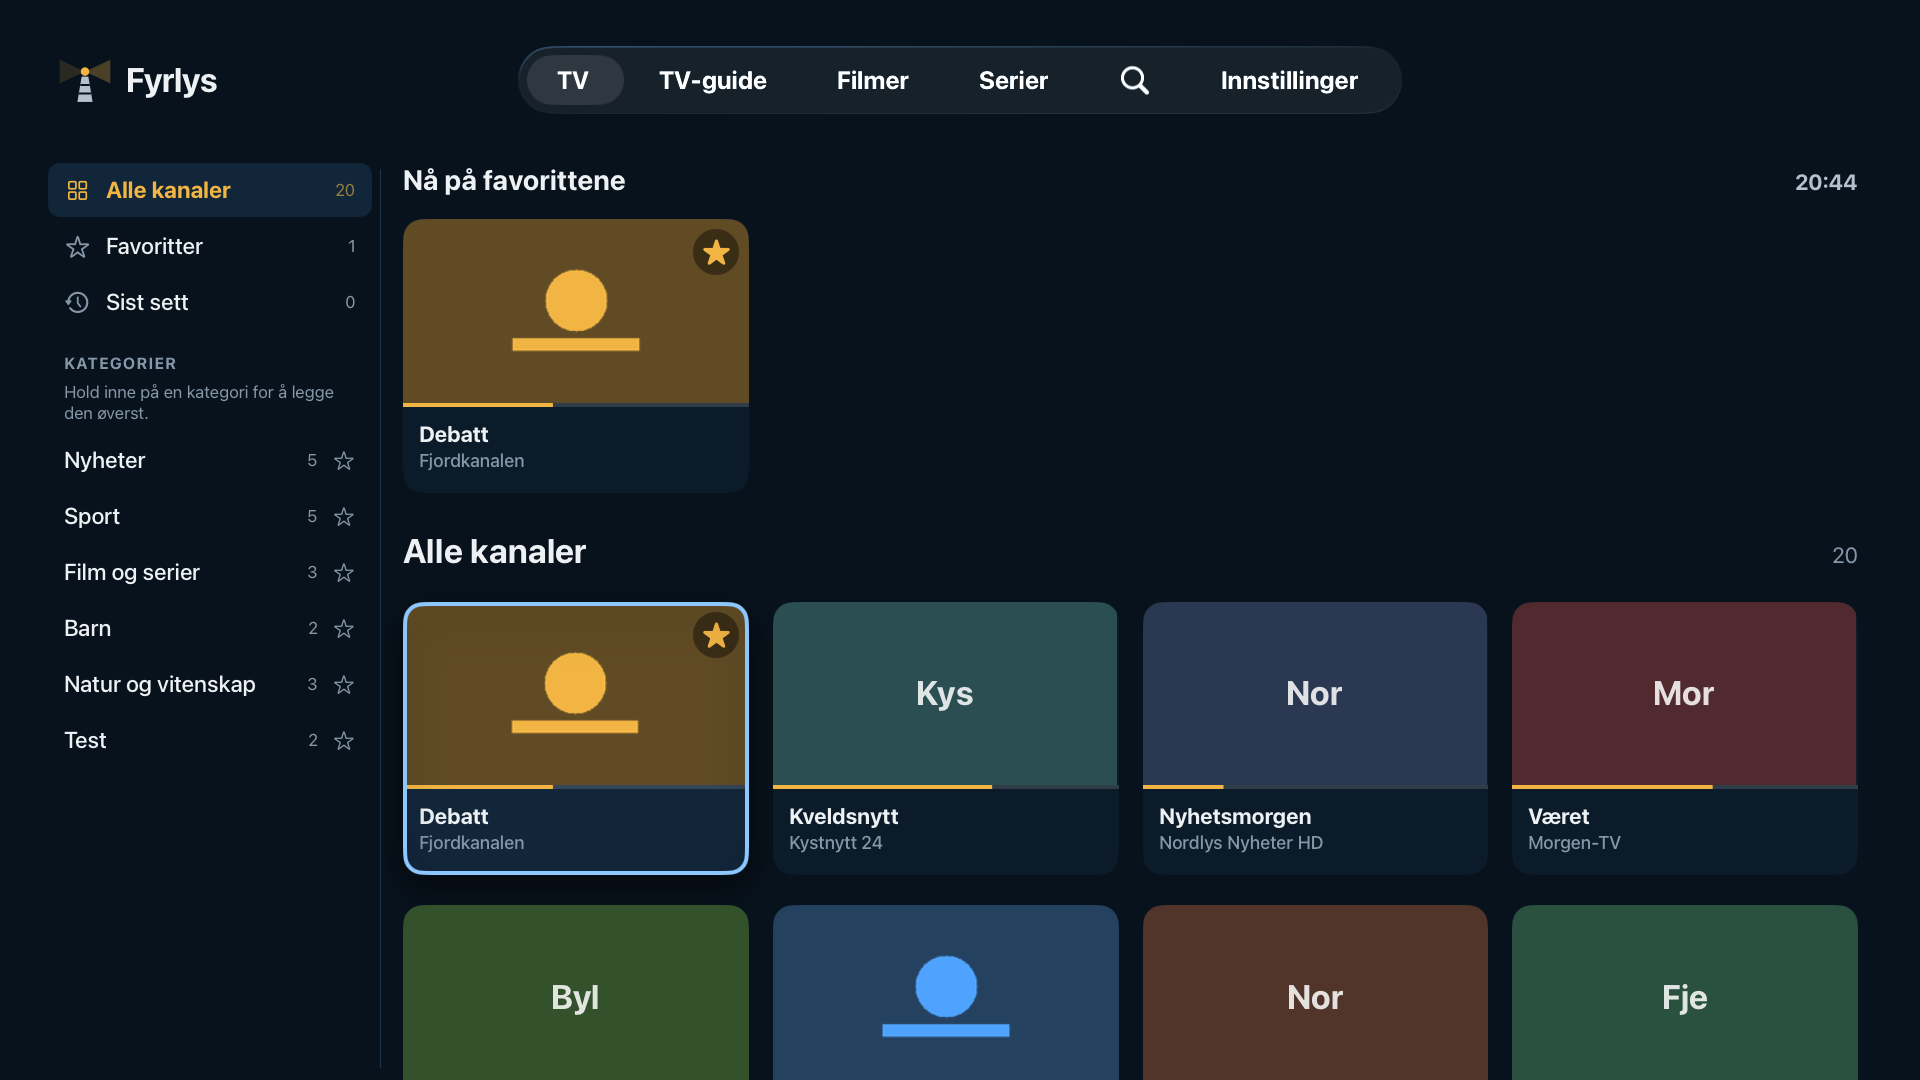 Fyrlys
TV
TV-guide
Filmer
Serier
Innstillinger
Alle kanaler 20
Favoritter 1
Sist sett 0
KATEGORIER
Hold inne på en kategori for å legge
den øverst.
Nyheter 5
Sport 5
Film og serier 3
Barn 2
Natur og vitenskap 3
Test 2
Nå på favorittene 20:44
Debatt
Fjordkanalen
Alle kanaler 20
Debatt
Fjordkanalen
Kys
Kveldsnytt
Kystnytt 24
Nor
Nyhetsmorgen
Nordlys Nyheter HD
Mor
Været
Morgen-TV
Byl
Nor
Fje